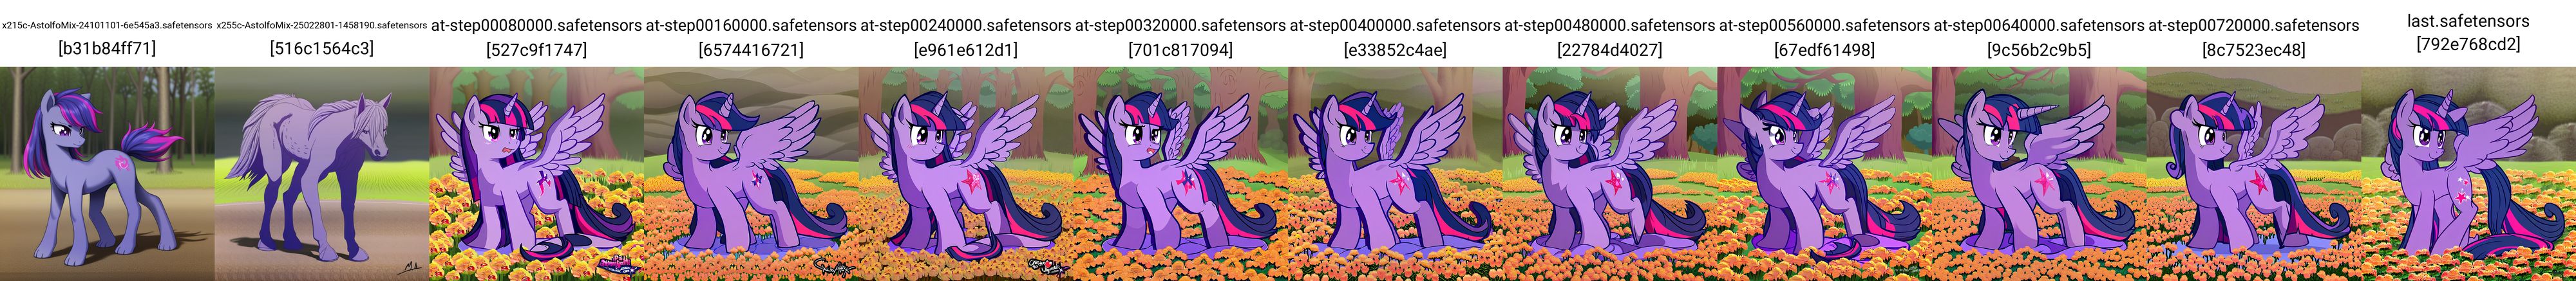 x215c-AstolfoMix-24101101-6e545a3.safetensors
[b31b84ff71]
x255c-AstolfoMix-25022801-1458190.safetensors
[516c1564c3]
at-step00080000.safetensors
[527c9f1747]
at-step00160000.safetensors
[6574416721]
at-step00240000.safetensors
[e961e612d1]
at-step00320000.safetensors
[701c817094]
at-step00400000.safetensors
[e33852c4ae]
at-step00480000.safetensors
[22784d4027]
at-step00560000.safetensors
[67edf61498]
at-step00640000.safetensors
[9c56b2c9b5]
at-step00720000.safetensors
[8c7523ec48]
last.safetensors
[792e768cd2]